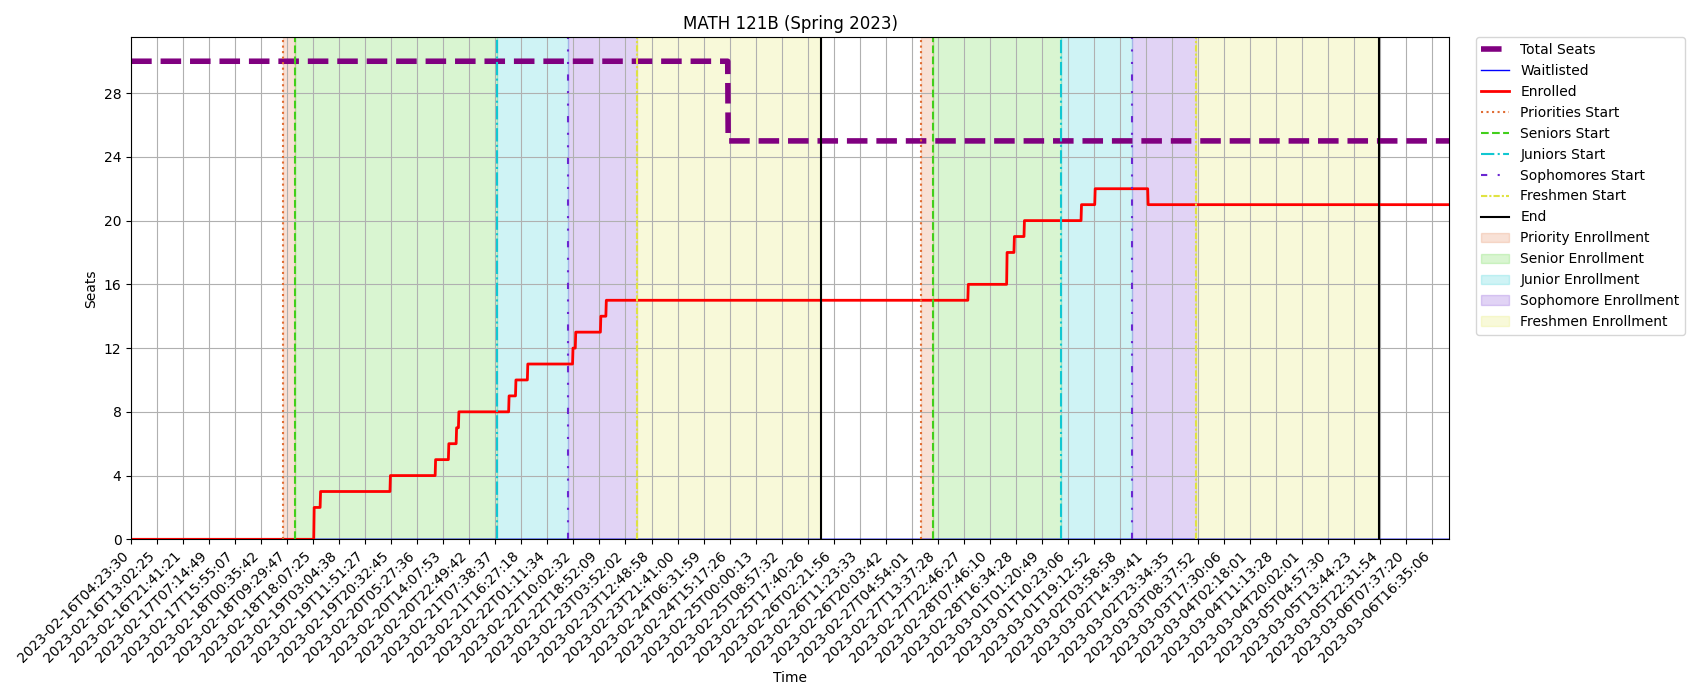 MATH 121B (Spring 2023)
Seats
28
24
20
16
12
8
4
0
2023-02-16T04:23:30
2023-02-16T13:02:25
2023-02-16T21:41:21
2023-02-17T07:14:49
2023-02-17T15:55:07
2023-02-18T00:35:42
2023-02-18T09:29:47
2023-02-18T18:07:25
2023-02-19T03:04:38
2023-02-19T11:51:27
2023-02-19T20:32:45
2023-02-20T05:27:36
2023-02-20T14:07:53
2023-02-20T22:49:42
2023-02-21T07:38:37
2023-02-21T16:27:18
2023-02-22T01:11:34
2023-02-22T10:02:32
2023-02-22T18:52:09
2023-02-23T03:52:02
2023-02-23T12:48:58
2023-02-23T21:41:00
2023-02-24T06:31:59
2023-02-24T15:17:26
2023-02-25T00:00:13
2023-02-25T08:57:32
2023-02-25T17:40:26
2023-02-26T02:21:56
2023-02-26T11:23:33
2023-02-26T20:03:42
2023-02-27T04:54:01
2023-02-27T13:37:28
2023-02-27T22:46:27
2023-02-28T07:46:10
2023-02-28T16:34:28
2023-03-01T01:20:49
2023-03-01T10:23:06
2023-03-01T19:12:52
2023-03-02T03:58:58
2023-03-02T14:39:41
2023-03-02T23:34:35
2023-03-03T08:37:52
2023-03-03T17:30:06
2023-03-04T02:18:01
2023-03-04T11:13:28
2023-03-04T20:02:01
2023-03-05T04:57:30
2023-03-05T13:44:23
2023-03-05T22:31:54
2023-03-06T07:37:20
2023-03-06T16:35:06
Time
Total Seats
Waitlisted
Enrolled
Priorities Start
Seniors Start
Juniors Start
Sophomores Start
Freshmen Start
End
Priority Enrollment
Senior Enrollment
Junior Enrollment
Sophomore Enrollment
Freshmen Enrollment